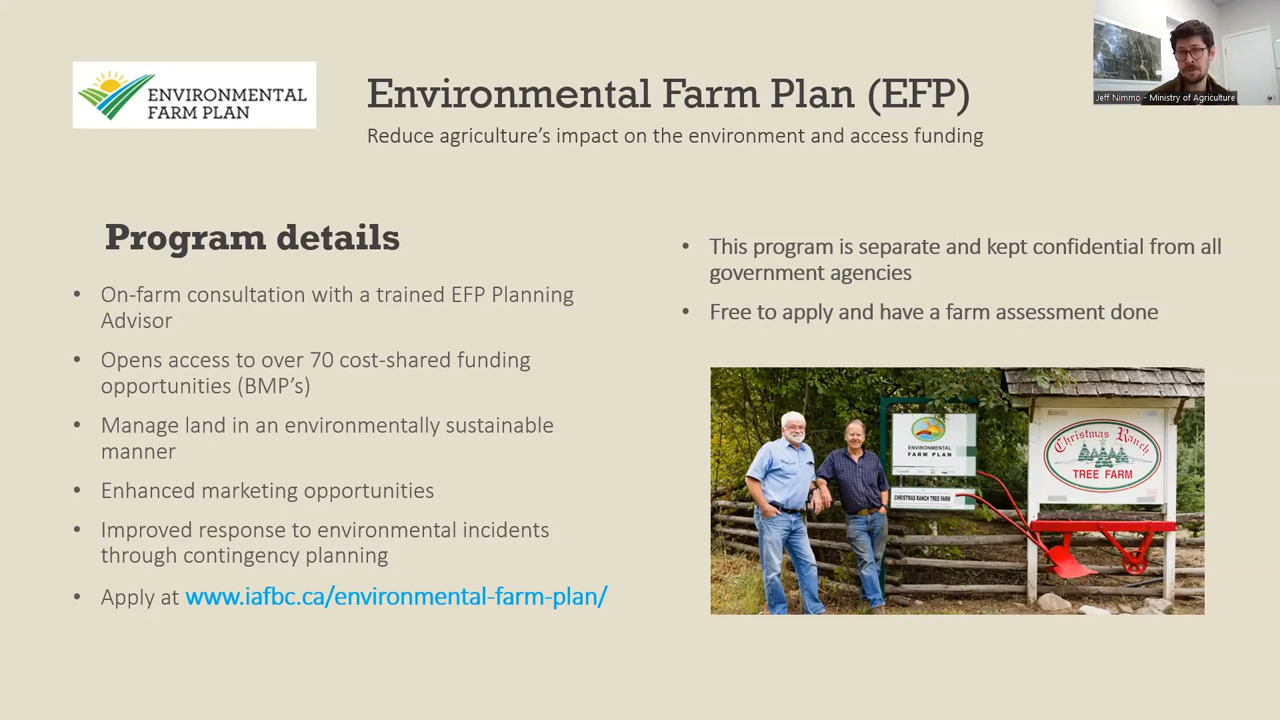 ENVIRONMENTAL
FARM PLAN
Environmental Farm Plan (EFP)
Reduce agriculture's impact on the environment and access funding
Jeff Nimmo - Ministry of Agriculture
Program details
• On-farm consultation with a trained EFP Planning
Advisor
• Opens access to over 70 cost-shared funding
opportunities (BMP's)
• Manage land in an environmentally sustainable
manner
• Enhanced marketing opportunities
• Improved response to environmental incidents
through contingency planning
• Apply at www.iafbc.ca/environmental-farm-plan/
• This program is separate and kept confidential from all
government agencies
• Free to apply and have a farm assessment done
ENVIRONMENTAL
FARM PLAN
CHRISTMAS RANCH TREE FARM
Christmas Ranch
TREE FARM